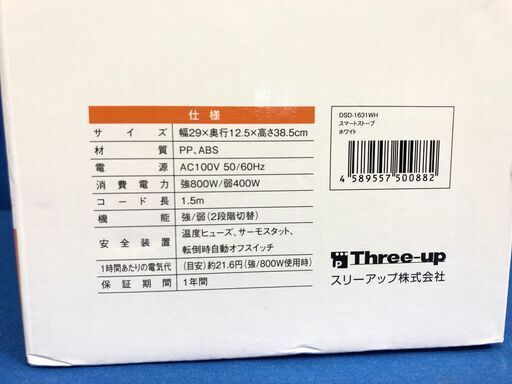 仕様
サイズ 幅29×奥行12.5×高さ38.5cm
材質 PP、ABS
電源 AC100V 50/60Hz
消費電力 強800W/弱400W
コード長 1.5m
機能 強/弱(2段階切替)
安全装置 温度ヒューズ、サーモスタット、
転倒時自動オフスイッチ
1時間あたりの電気代 (目安)約21.6円(強/800W使用時)
保証期間 1年間
DSD-1631WH
スマートストーブ
ホワイト
4 589557 500882
Three-up
スリーアップ株式会社